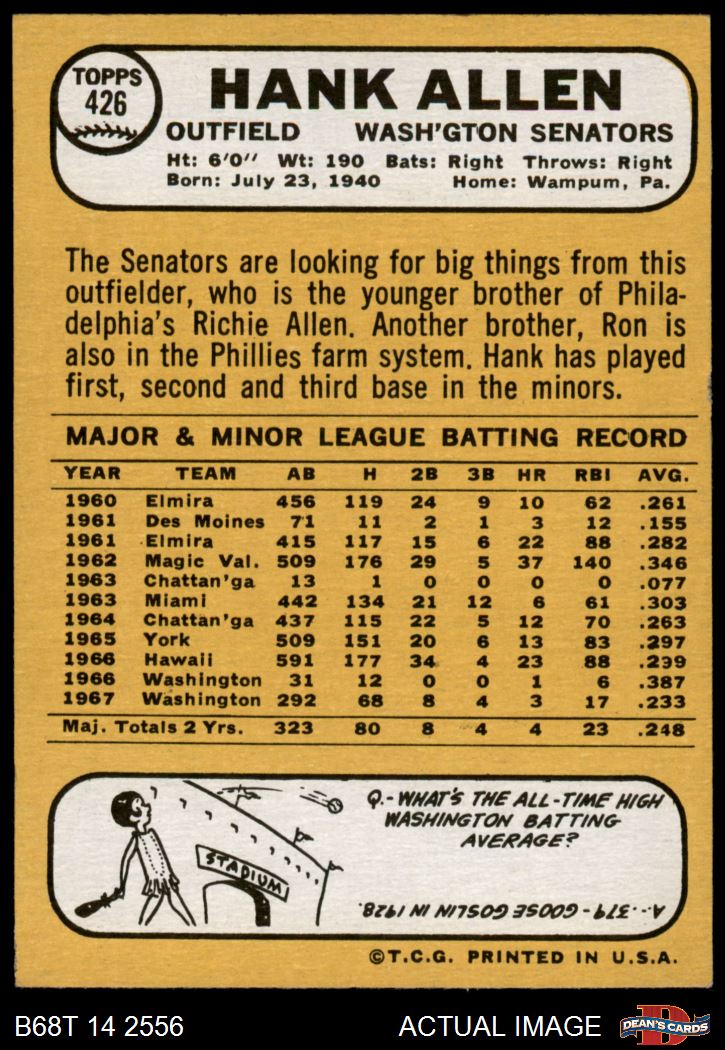 TOPPS
426
HANK ALLEN
OUTFIELD WASH'GTON SENATORS
Ht: 6'0" Wt: 190 Bats: Right Throws: Right
Born: July 23, 1940 Home: Wampum, Pa.
The Senators are looking for big things from this
outfielder, who is the younger brother of Phila-
delphia's Richie Allen. Another brother, Ron is
also in the Phillies farm system. Hank has played
first, second and third base in the minors.
MAJOR & MINOR LEAGUE BATTING RECORD
YEAR TEAM AB H 2B 3B HR RBI AVG.
1960 Elmira 456 119 24 9 10 62 .261
1961 Des Moines 71 11 2 1 3 12 .155
1961 Elmira 415 117 15 6 22 88 .282
1962 Magic Val. 509 176 29 5 37 140 .346
1963 Chattan'ga 13 1 0 0 0 0 .077
1963 Miami 442 134 21 12 6 61 .303
1964 Chattan'ga 437 115 22 5 12 70 .263
1965 York 509 151 20 6 13 83 .297
1966 Hawaii 591 177 34 4 23 88 .299
1966 Washington 31 12 0 0 1 6 .387
1967 Washington 292 68 8 4 3 17 .233
Maj. Totals 2 Yrs. 323 80 8 4 4 23 .248
STADIUM
Q.-WHAT'S THE ALL-TIME HIGH
WASHINGTON BATTING
AVERAGE?
A.-.379-GOOSE GOSLIN IN 1928.
©T.C.G. PRINTED IN U.S.A.
B68T 14 2556 ACTUAL IMAGE
D
DEAN'S CARDS